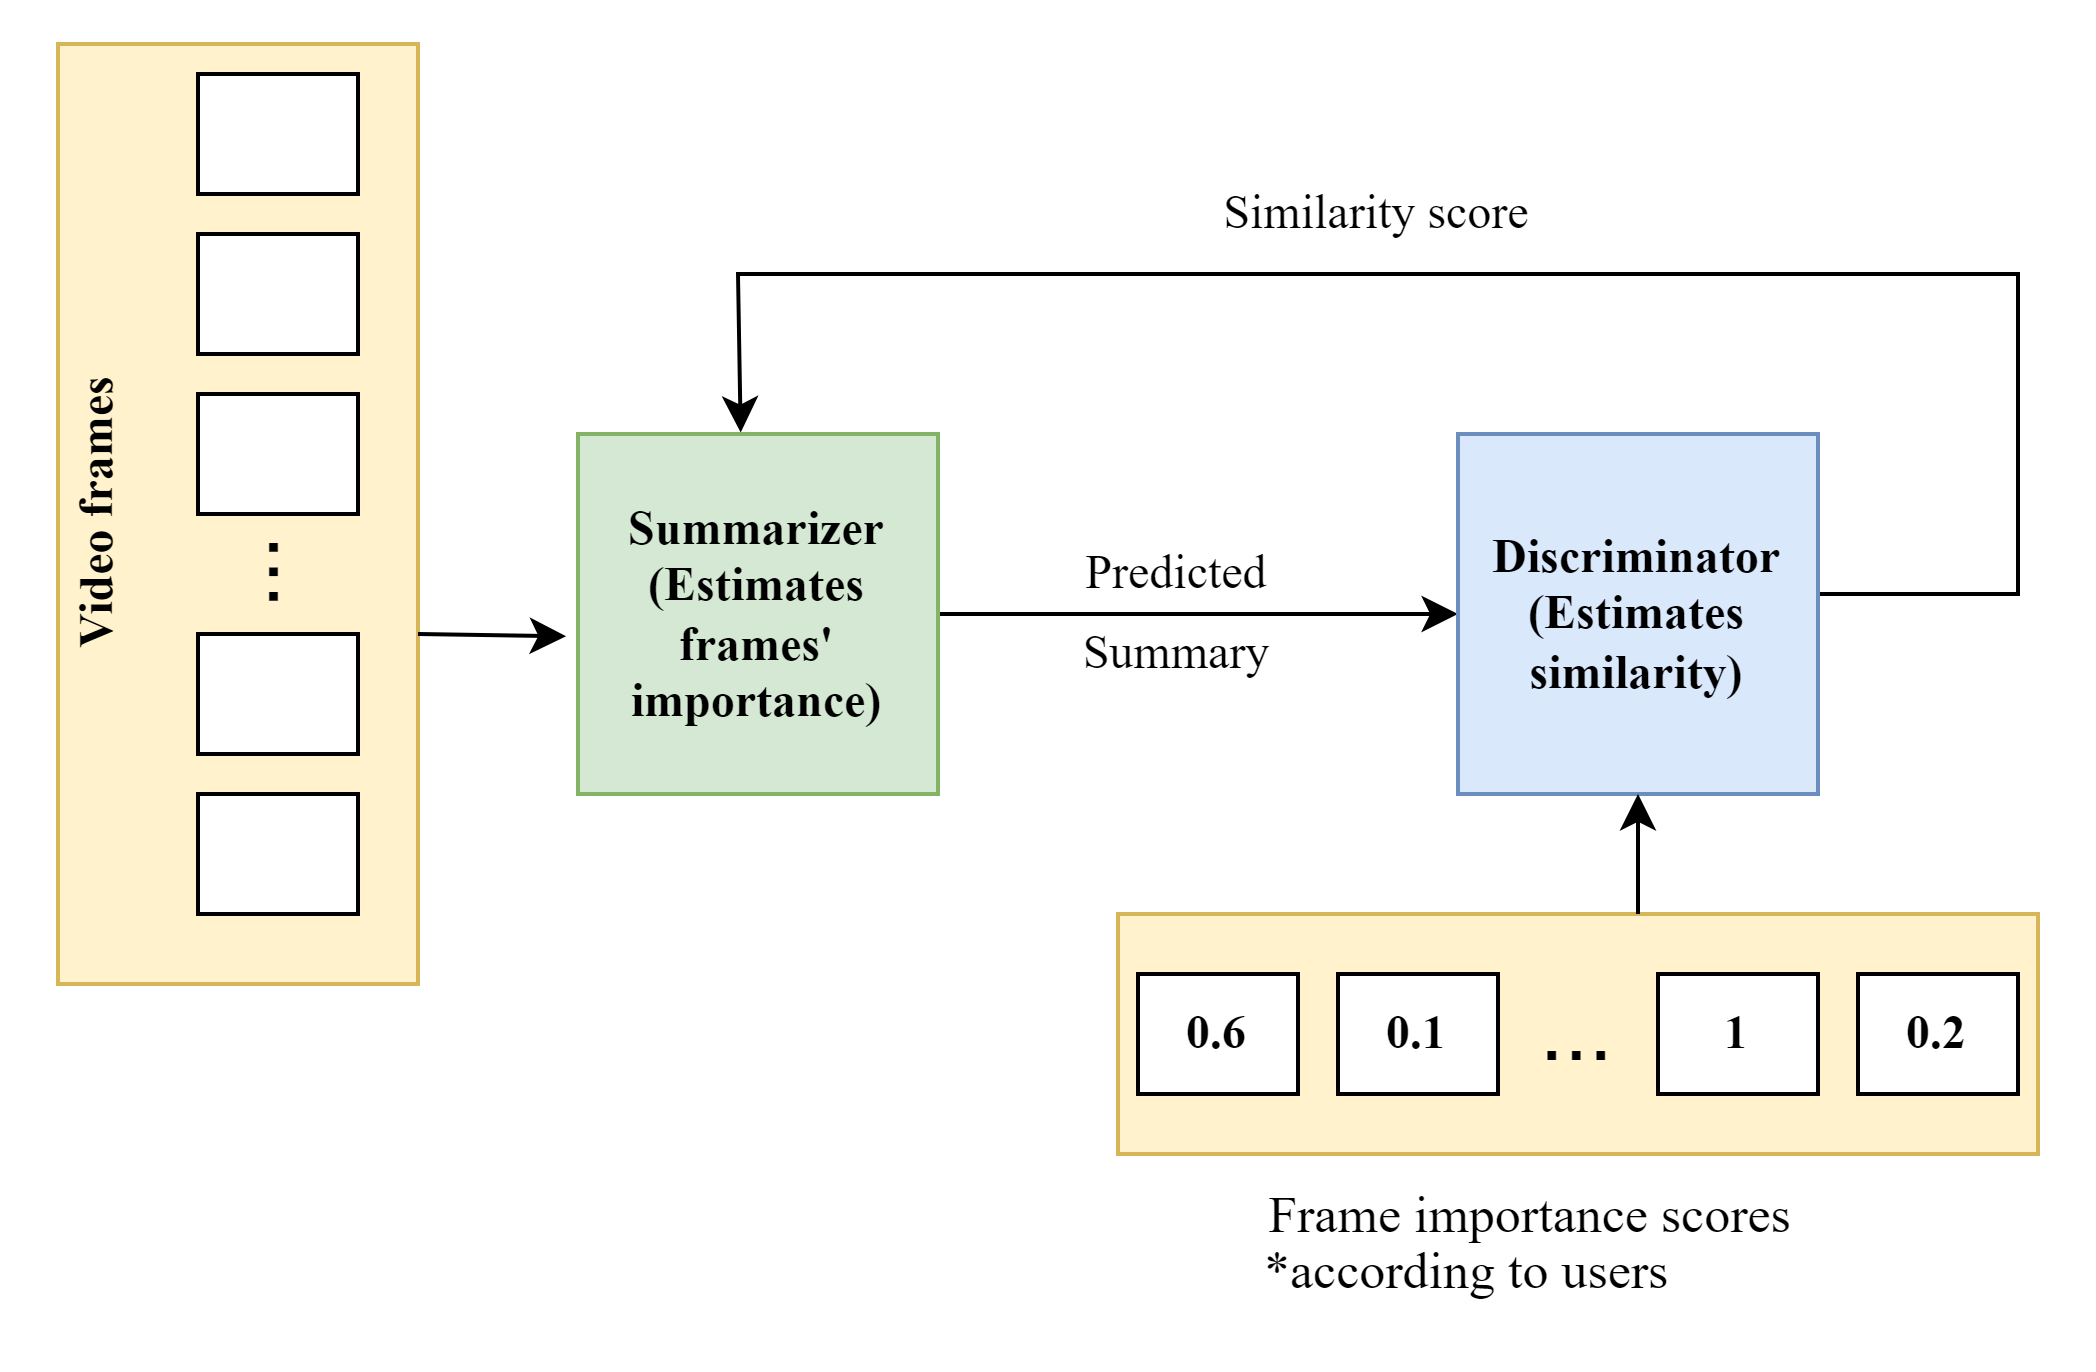 Video frames
Similarity score
Summarizer
(Estimates
frames'
importance)
Predicted
Summary
Discriminator
(Estimates
similarity)
0.6
0.1
...
1
0.2
Frame importance scores
*according to users